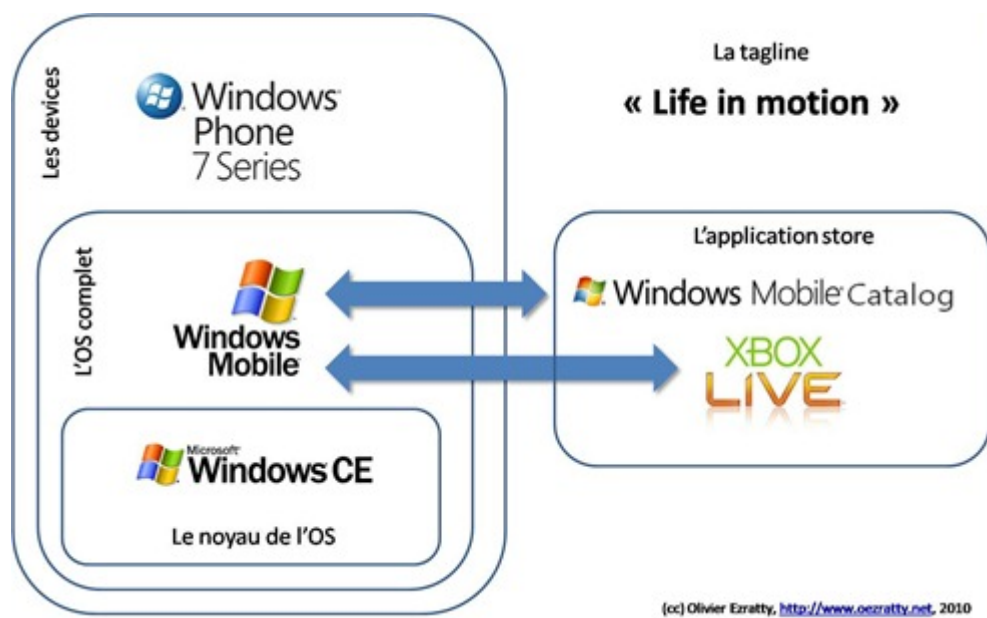 Les devices
Windows
Phone
7 Series
L'OS complet
Windows
Mobile
Microsoft
Windows CE
Le noyau de l'OS
La tagline
« Life in motion »
L'application store
Windows Mobile Catalog
XBOX
LIVE
(cc) Olivier Ezratty, http://www.oezratty.net, 2010